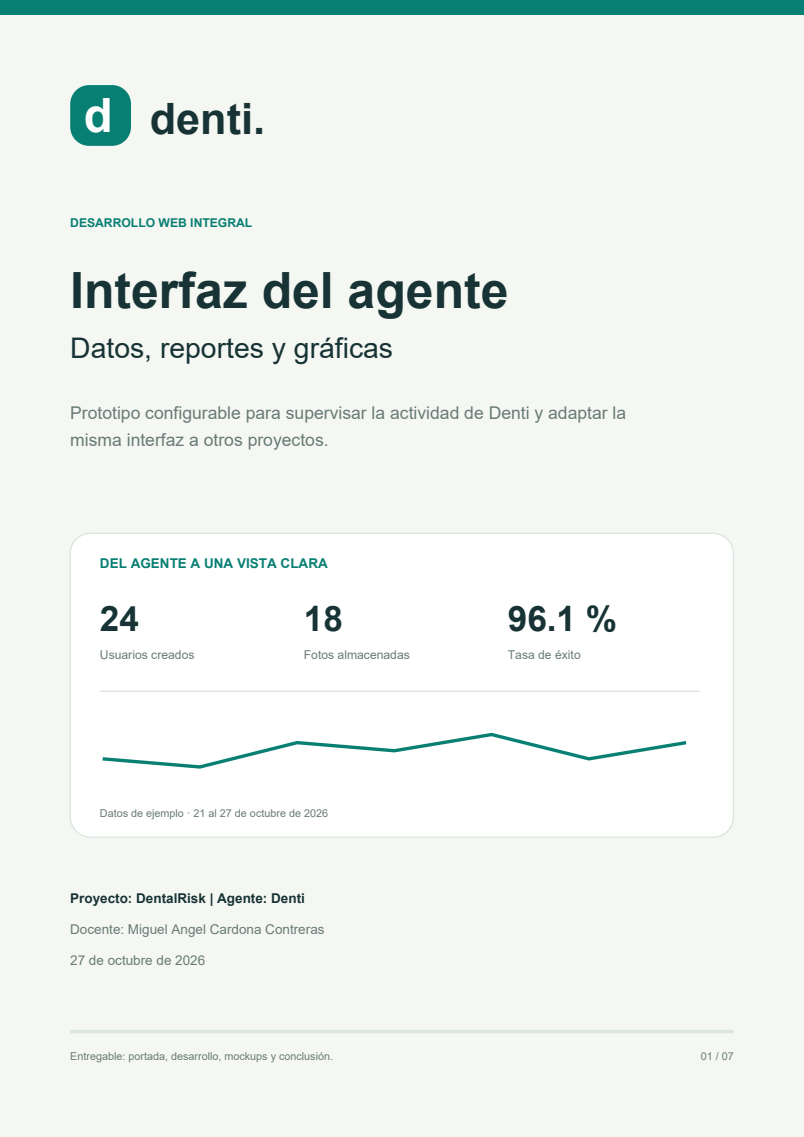 d denti.
DESARROLLO WEB INTEGRAL
Interfaz del agente
Datos, reportes y gráficas
Prototipo configurable para supervisar la actividad de Denti y adaptar la
misma interfaz a otros proyectos.
DEL AGENTE A UNA VISTA CLARA
24 18 96.1 %
Usuarios creados Fotos almacenadas Tasa de éxito
Datos de ejemplo · 21 al 27 de octubre de 2026
Proyecto: DentalRisk | Agente: Denti
Docente: Miguel Angel Cardona Contreras
27 de octubre de 2026
Entregable: portada, desarrollo, mockups y conclusión. 01 / 07